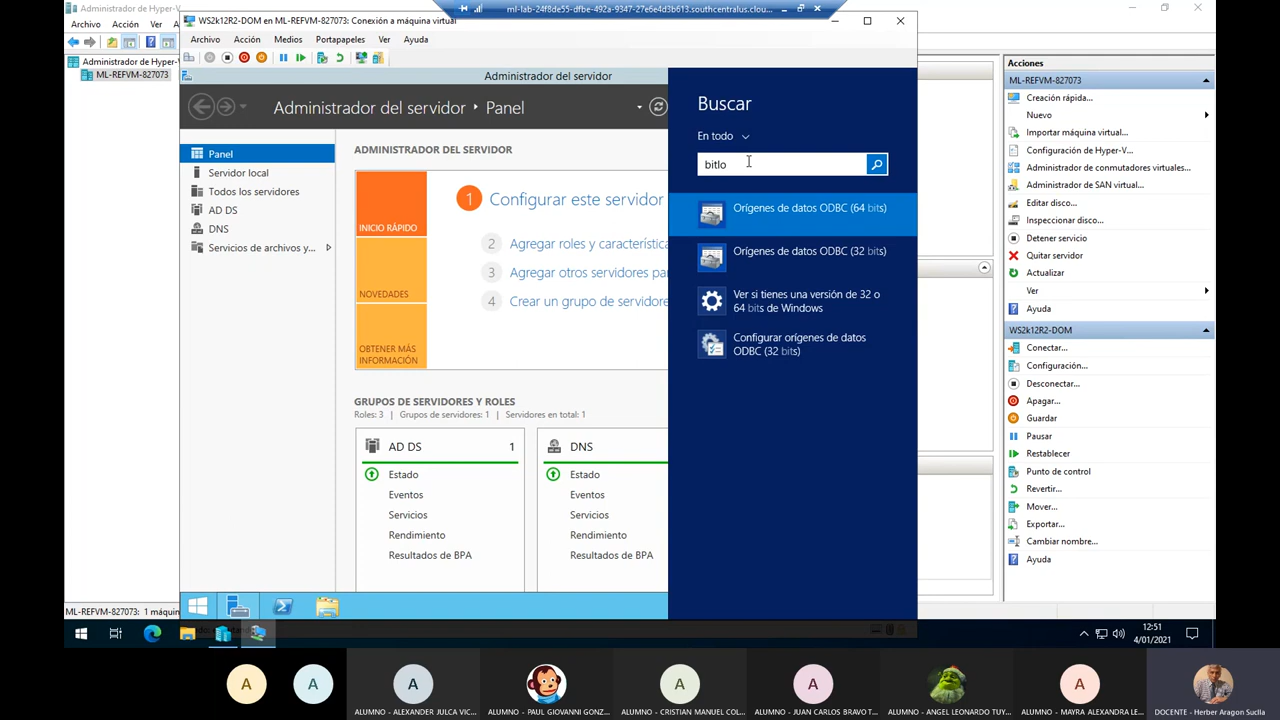 Administrador de Hyper-V
Archivo Acción Ver
Administrador de Hyper-V
ML-REFVM-827073
ML-REFVM-827073: 1 máquin
ml-lab-24f8de55-dfbe-492a-9347-27e6e4d3b613.southcentralus.clou...
WS2k12R2-DOM en ML-REFVM-827073: Conexión a máquina virtual
Archivo Acción Medios Portapapeles Ver Ayuda
Administrador del servidor
Administrador del servidor Panel
Panel
Servidor local
Todos los servidores
AD DS
DNS
Servicios de archivos y...
ADMINISTRADOR DEL SERVIDOR
INICIO RÁPIDO
NOVEDADES
OBTENER MÁS
INFORMACIÓN
1 Configurar este servidor
2 Agregar roles y característica
3 Agregar otros servidores pa
4 Crear un grupo de servidore
GRUPOS DE SERVIDORES Y ROLES
Roles: 3 | Grupos de servidores: 1 | Servidores en total: 1
AD DS 1
Estado
Eventos
Servicios
Rendimiento
Resultados de BPA
DNS
Estado
Eventos
Servicios
Rendimiento
Resultados de BPA
Buscar
En todo
bitlo
Orígenes de datos ODBC (64 bits)
Orígenes de datos ODBC (32 bits)
Ver si tienes una versión de 32 o
64 bits de Windows
Configurar orígenes de datos
ODBC (32 bits)
Acciones
ML-REFVM-827073
Creación rápida...
Nuevo
Importar máquina virtual...
Configuración de Hyper-V...
Administrador de conmutadores virtuales...
Administrador de SAN virtual...
Editar disco...
Inspeccionar disco...
Detener servicio
Quitar servidor
Actualizar
Ver
Ayuda
WS2k12R2-DOM
Conectar...
Configuración...
Desconectar...
Apagar...
Guardar
Pausar
Restablecer
Punto de control
Revertir...
Mover...
Exportar...
Cambiar nombre...
Ayuda
12:51
4/01/2021
A
A
A
A
A
A
ALUMNO - ALEXANDER JULCA VIC...
ALUMNO - PAUL GIOVANNI GONZ...
ALUMNO - CRISTIAN MANUEL COL...
ALUMNO - JUAN CARLOS BRAVO T...
ALUMNO - ANGEL LEONARDO TUY...
ALUMNO - MAYRA ALEXANDRA LE...
DOCENTE - Herber Aragon Suclla